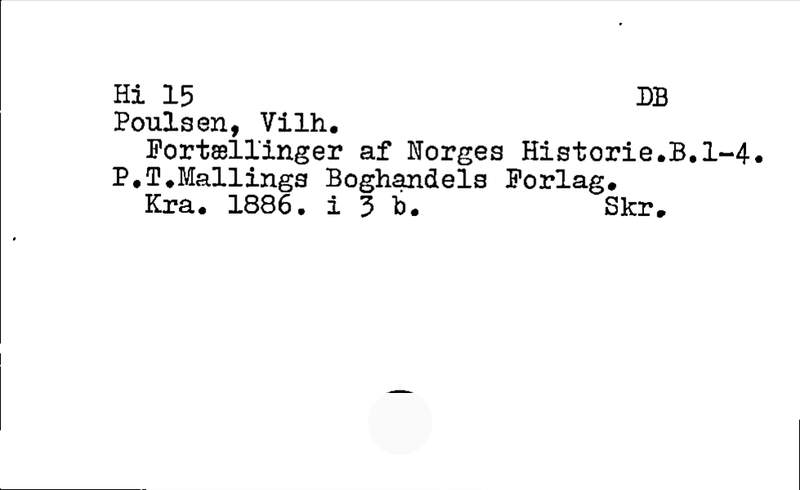 Hi 15 DB
Poulsen, Vilh.
Fortællinger af Norges Historie.B.1-4.
P.T.Mallings Boghandels Forlag.
Kra. 1886. i 3 b. Skr.